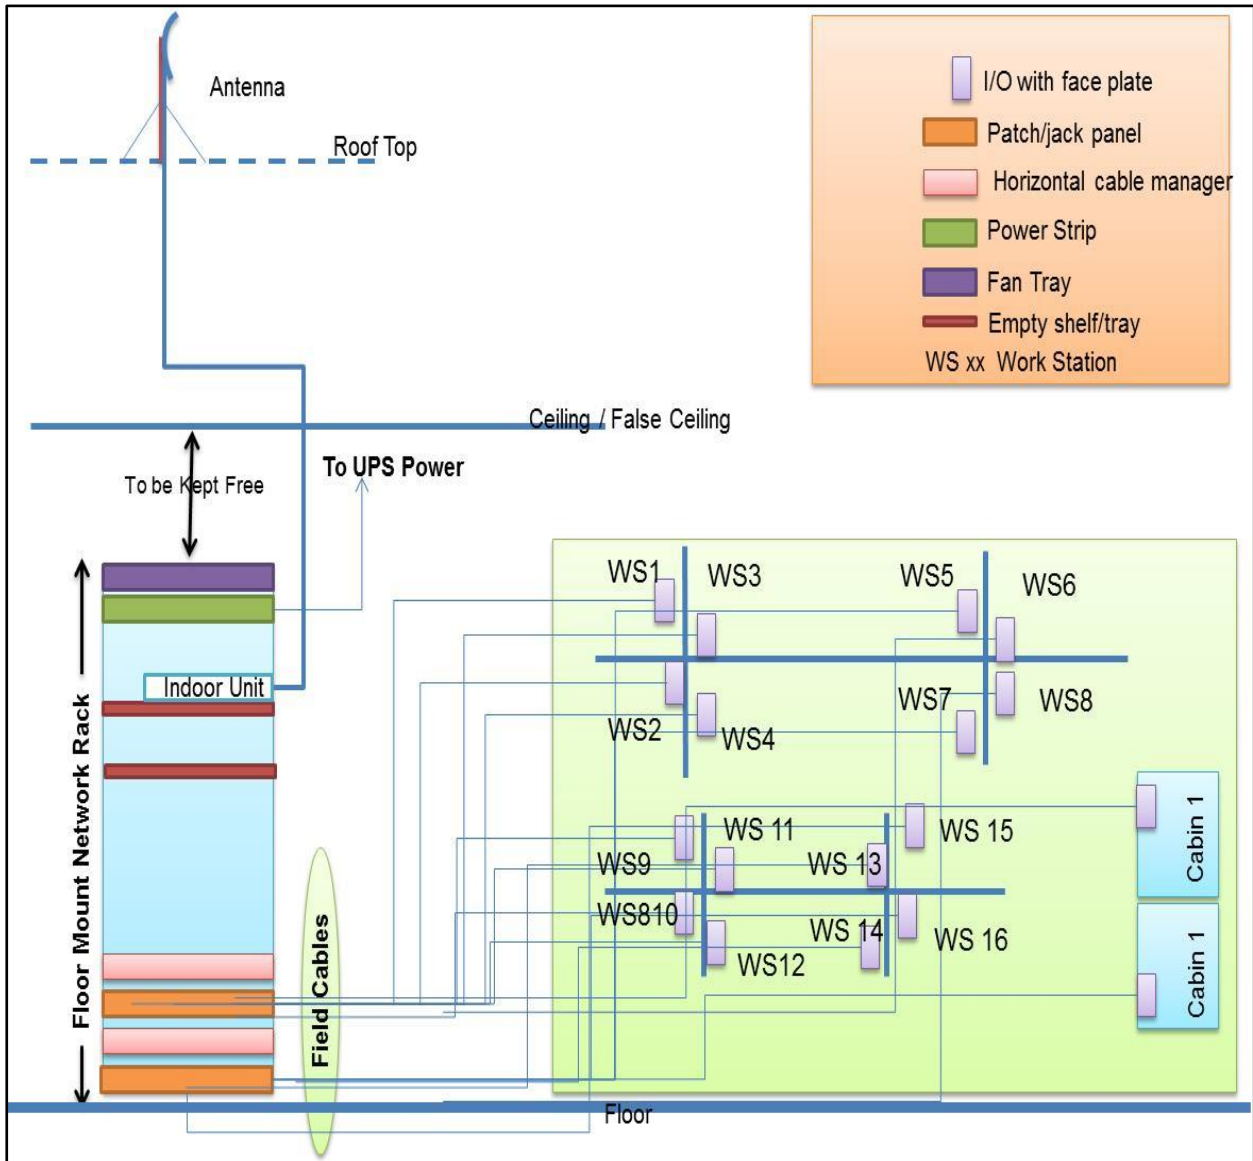 Antenna
I/O with face plate
Patch/jack panel
Roof Top
Horizontal cable manager
Power Strip
Fan Tray
Empty shelf/tray
WS xx Work Station
Ceiling / False Ceiling
To be Kept Free
To UPS Power
WS1
WS3
WS5
WS6
Indoor Unit
WS2
WS4
WS7
WS8
Floor Mount Network Rack
WS 11
WS 15
Cabin 1
WS9
WS 13
WS810
WS 14
WS 16
WS12
Cabin 1
Field Cables
Floor